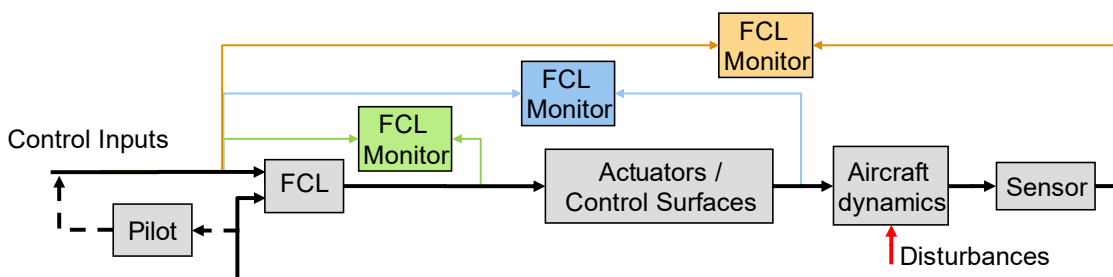 FCL
Monitor
FCL
Monitor
FCL
Monitor
Control Inputs
FCL
Actuators /
Control Surfaces
Aircraft
dynamics
Sensor
Pilot
Disturbances